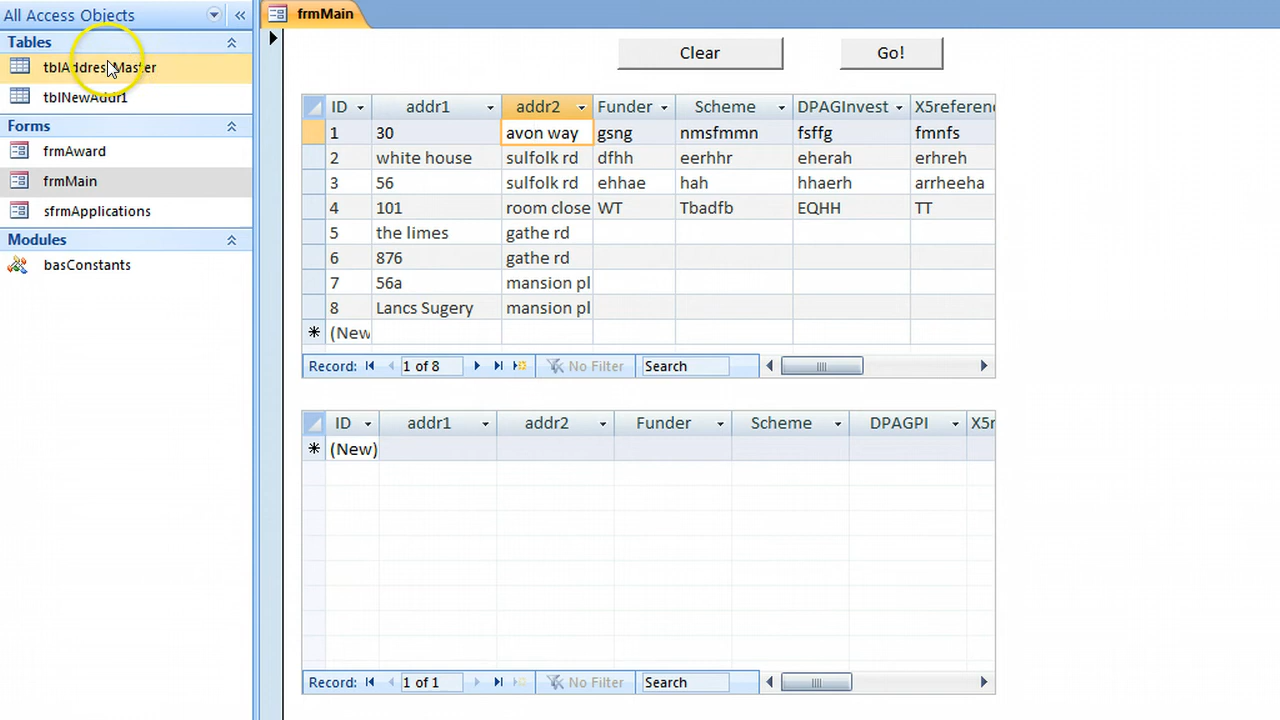 All Access Objects
Tables
tblAddressMaster
tblNewAddr1
Forms
frmAward
frmMain
sfrmApplications
Modules
basConstants
frmMain
Clear Go!
ID addr1 addr2 Funder Scheme DPAGInvest X5referenc
1 30 avon way gsng nmsfmmn fsffg fmnfs
2 white house sulfolk rd dfhh eerhhr eherah erhreh
3 56 sulfolk rd ehhae hah hhaerh arreeha
4 101 room close WT Tbadfb EQHH TT
5 the limes gathe rd
6 876 gathe rd
7 56a mansion pl
8 Lancs Sugery mansion pl
* (New
Record: 1 of 8 No Filter Search
ID addr1 addr2 Funder Scheme DPAGPI X5r
* (New)
Record: 1 of 1 No Filter Search